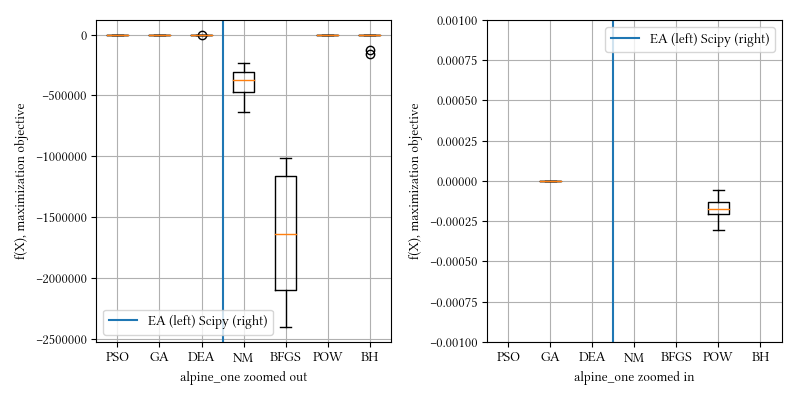 f(X), maximization objective
0
−500000
−1000000
−1500000
−2000000
−2500000
EA (left) Scipy (right)
PSO GA DEA NM BFGS POW BH
alpine_one zoomed out
f(X), maximization objective
0.00100
0.00075
0.00050
0.00025
0.00000
−0.00025
−0.00050
−0.00075
−0.00100
EA (left) Scipy (right)
PSO GA DEA NM BFGS POW BH
alpine_one zoomed in